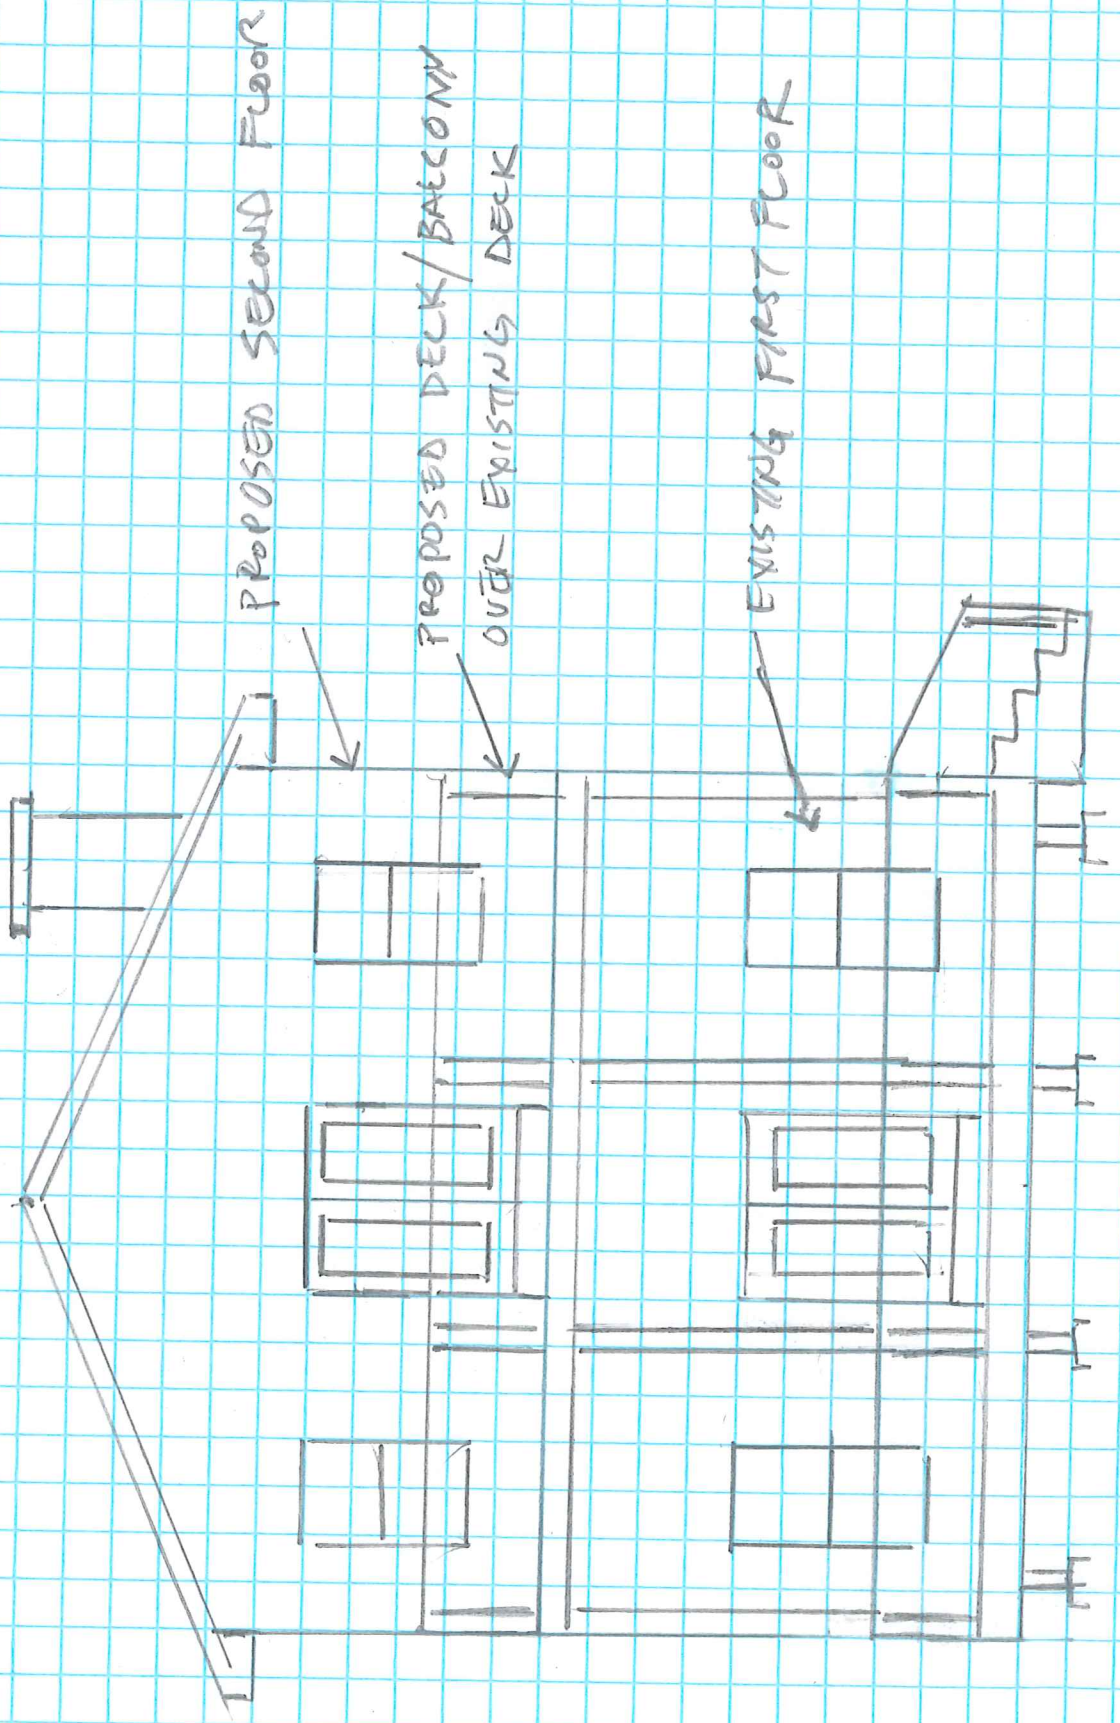 PROPOSED SECOND FLOOR
PROPOSED DECK/BALCONY
OVER EXISTING DECK
EXISTING FIRST FLOOR